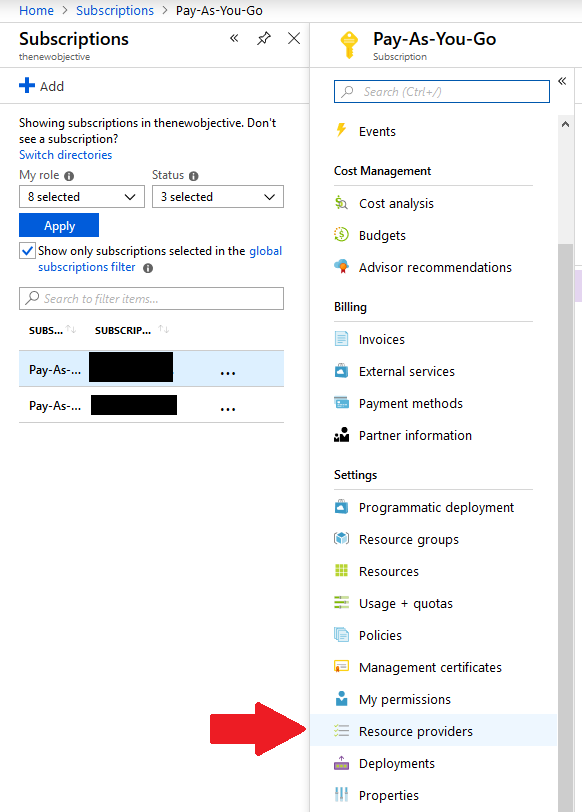 Home > Subscriptions > Pay-As-You-Go
Subscriptions
thenewobjective
Add
Showing subscriptions in thenewobjective. Don't
see a subscription?
Switch directories
My role Status
8 selected 3 selected
Apply
Show only subscriptions selected in the global
subscriptions filter
Search to filter items...
SUBS... SUBSCRIP...
Pay-As-... ...
Pay-As-... ...
Pay-As-You-Go
Subscription
Search (Ctrl+/)
Events
Cost Management
Cost analysis
Budgets
Advisor recommendations
Billing
Invoices
External services
Payment methods
Partner information
Settings
Programmatic deployment
Resource groups
Resources
Usage + quotas
Policies
Management certificates
My permissions
Resource providers
Deployments
Properties